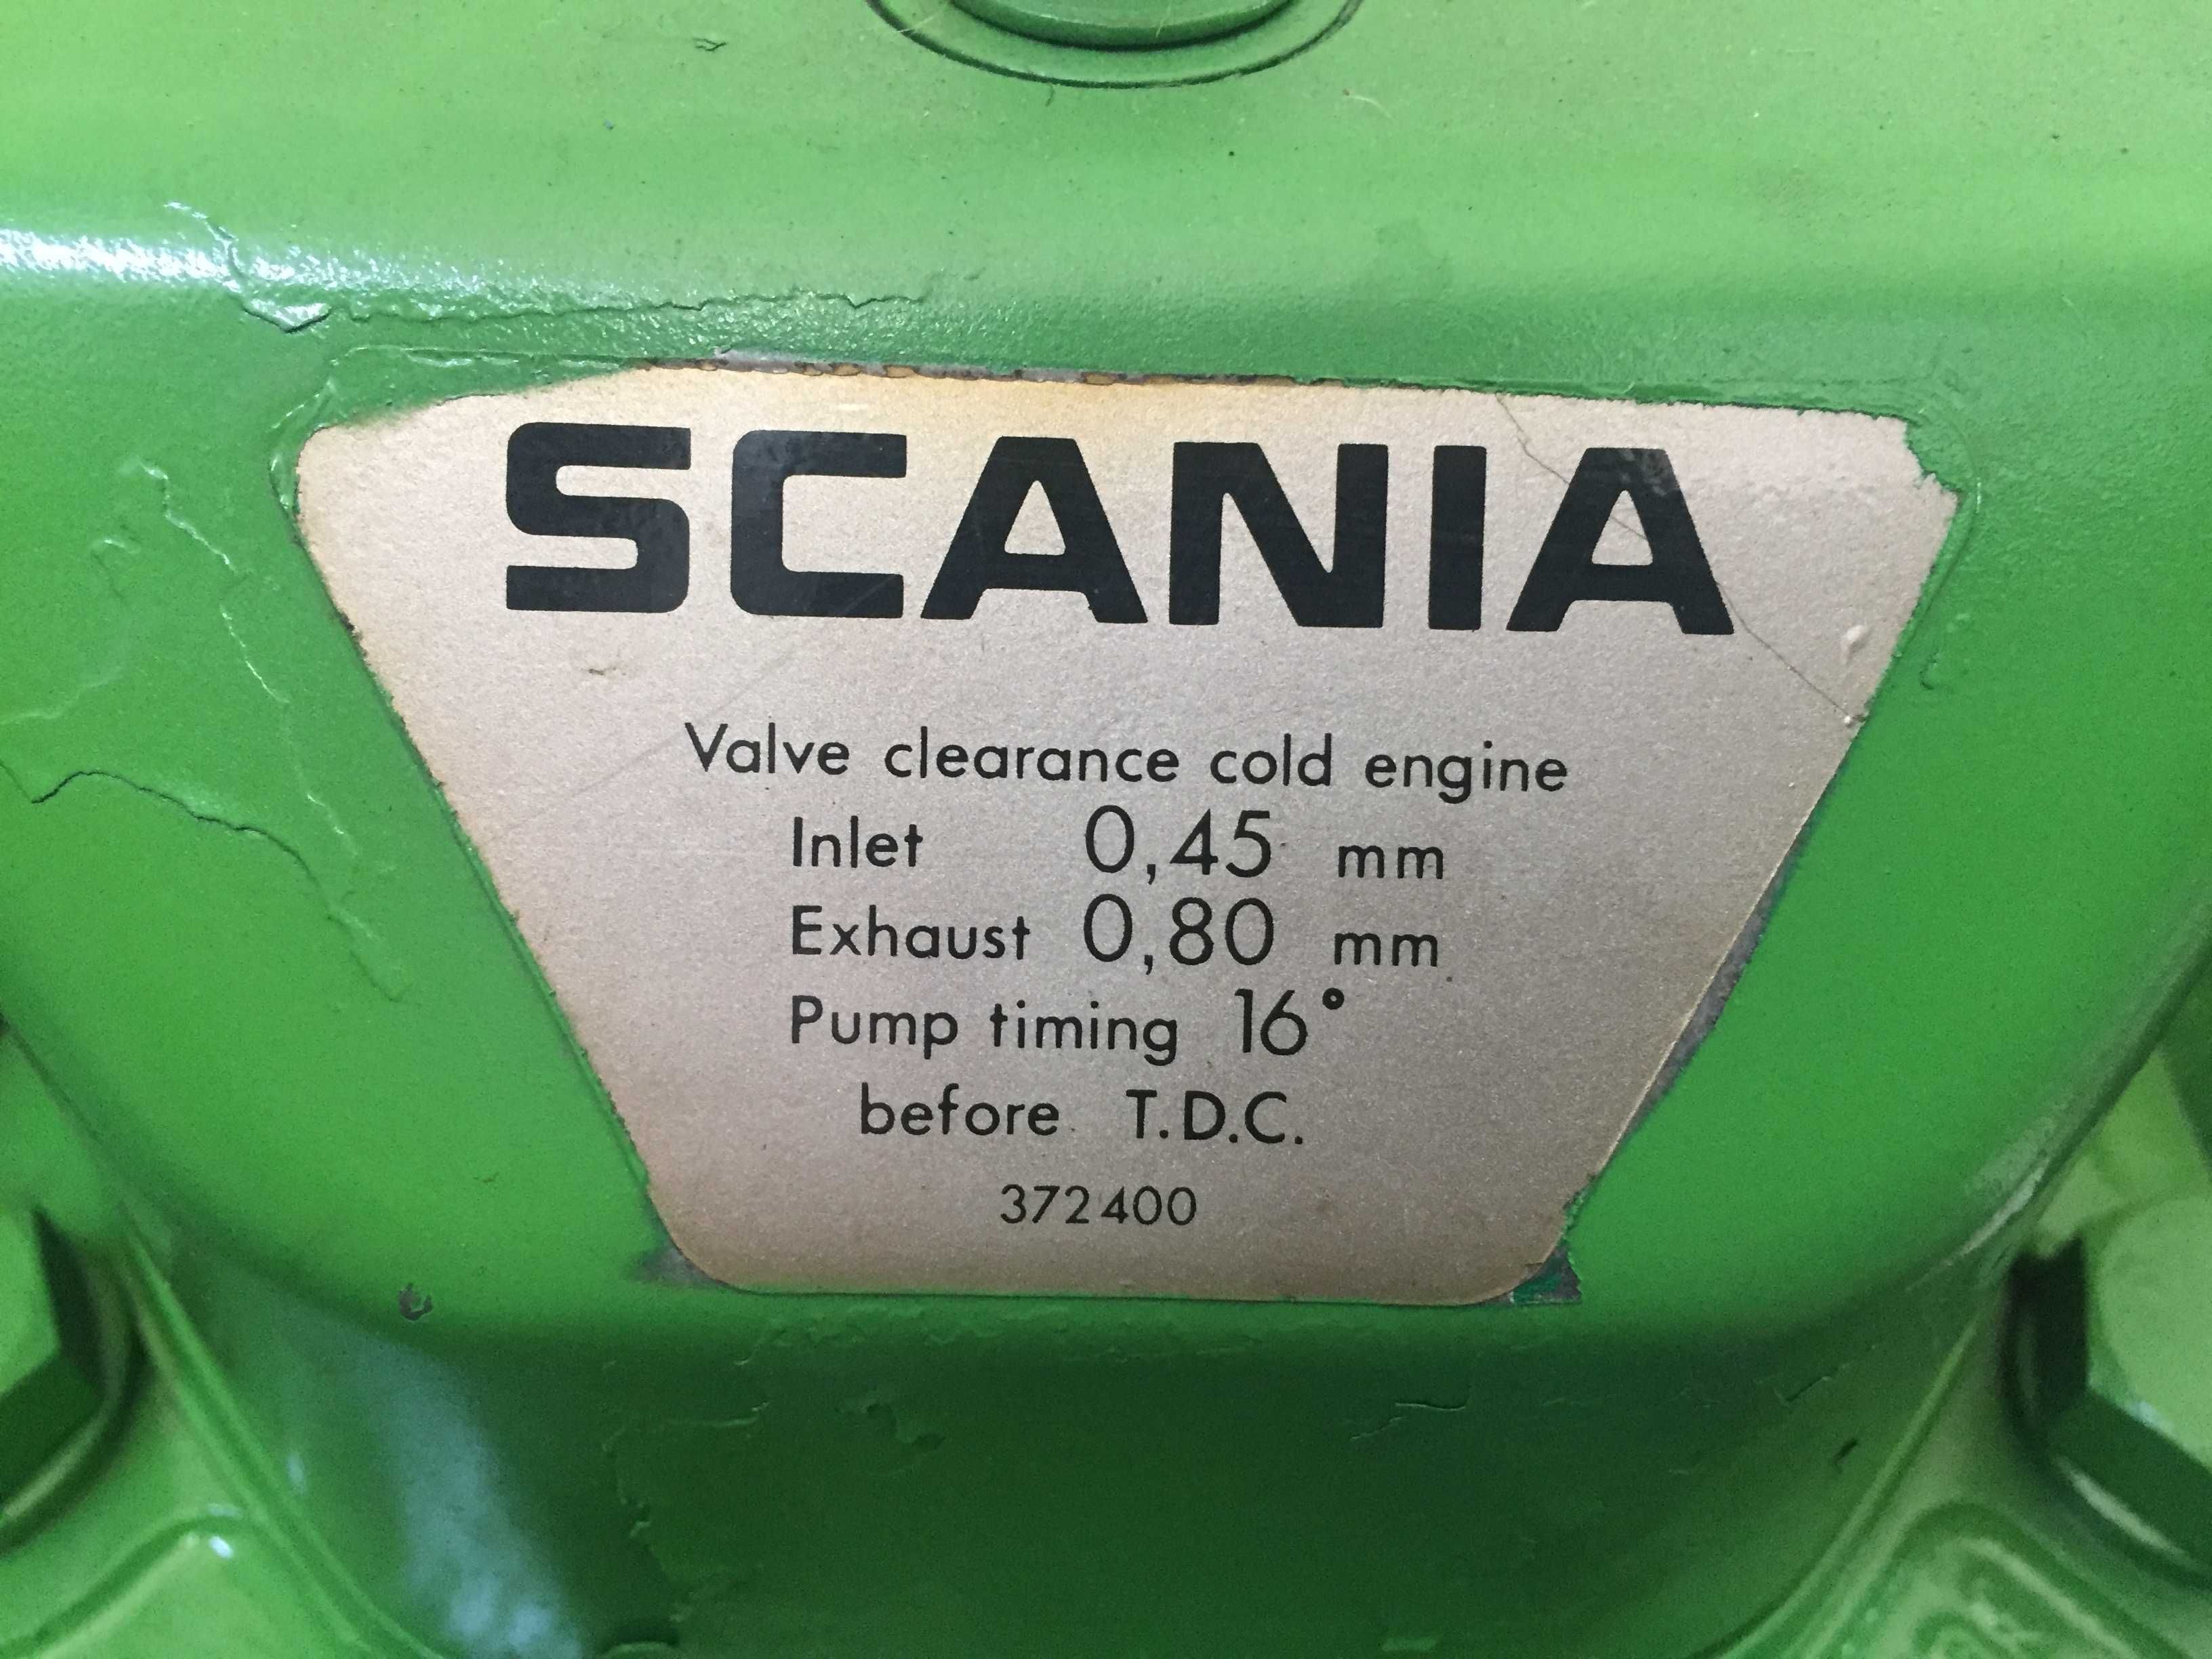 SCANIA
Valve clearance cold engine
Inlet 0,45 mm
Exhaust 0,80 mm
Pump timing 16°
before T.D.C.
372400